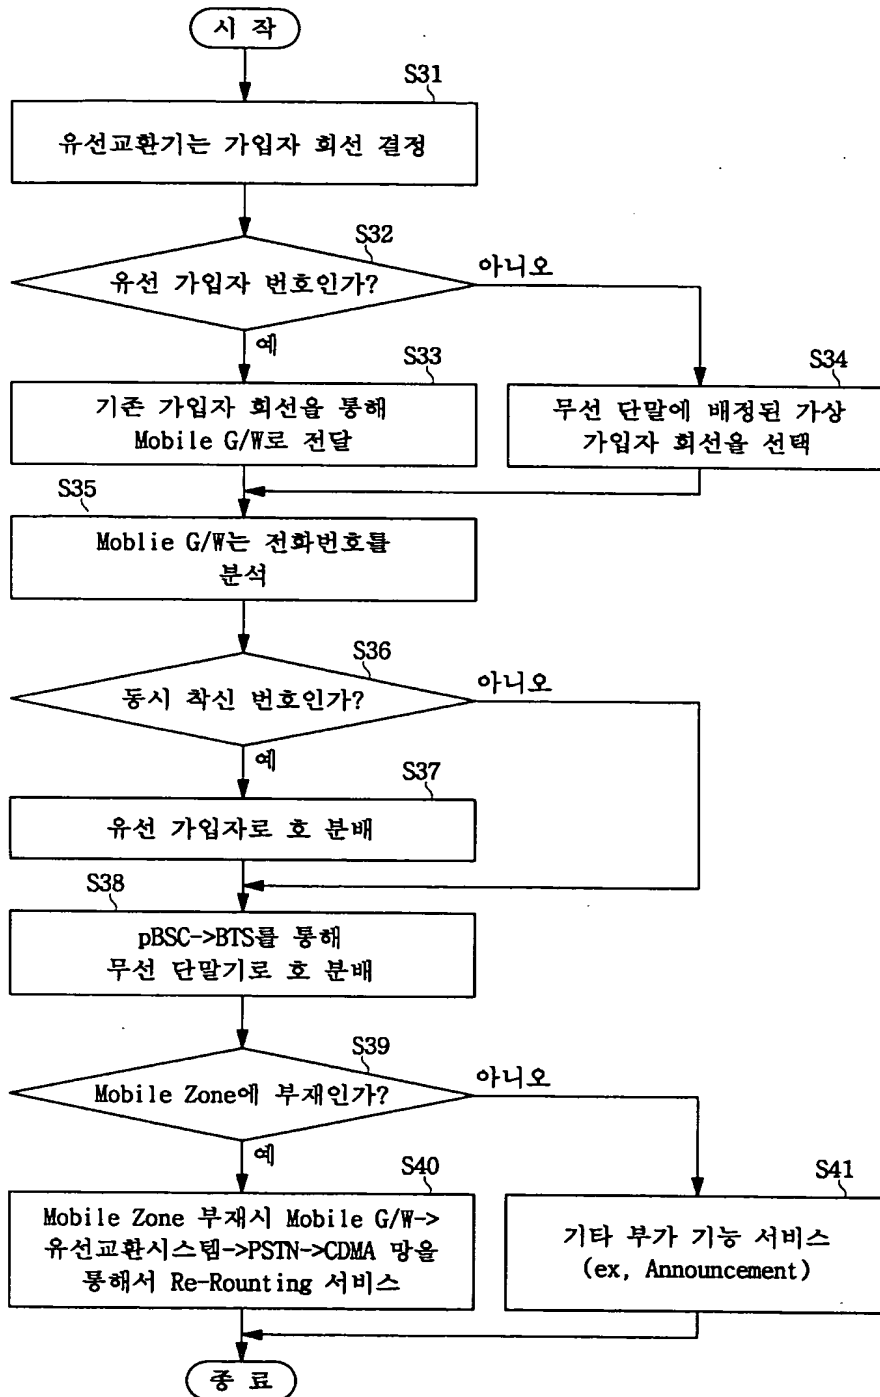 시 작
S31
유선교환기는 가입자 회선 결정
S32
유선 가입자 번호인가?
아니오
예
S33
기존 가입자 회선을 통해
Mobile G/W로 전달
S34
무선 단말에 배정된 가상
가입자 회선을 선택
S35
Moblie G/W는 전화번호를
분석
S36
동시 착신 번호인가?
아니오
예
S37
유선 가입자로 호 분배
S38
pBSC->BTS를 통해
무선 단말기로 호 분배
S39
Mobile Zone에 부재인가?
아니오
예
S40
Mobile Zone 부재시 Mobile G/W->
유선교환시스템->PSTN->CDMA 망을
통해서 Re-Rounting 서비스
S41
기타 부가 기능 서비스
(ex, Announcement)
종 료